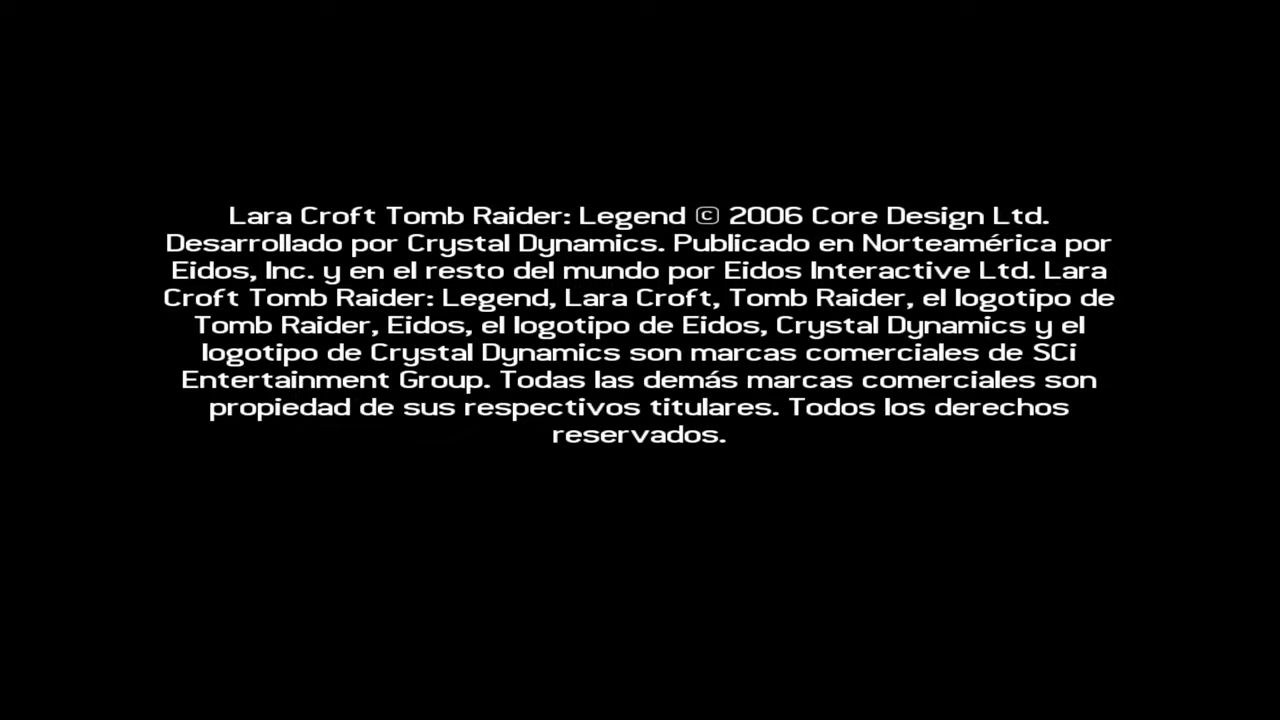 Lara Croft Tomb Raider: Legend © 2006 Core Design Ltd.
Desarrollado por Crystal Dynamics. Publicado en Norteamérica por
Eidos, Inc. y en el resto del mundo por Eidos Interactive Ltd. Lara
Croft Tomb Raider: Legend, Lara Croft, Tomb Raider, el logotipo de
Tomb Raider, Eidos, el logotipo de Eidos, Crystal Dynamics y el
logotipo de Crystal Dynamics son marcas comerciales de SCi
Entertainment Group. Todas las demás marcas comerciales son
propiedad de sus respectivos titulares. Todos los derechos
reservados.